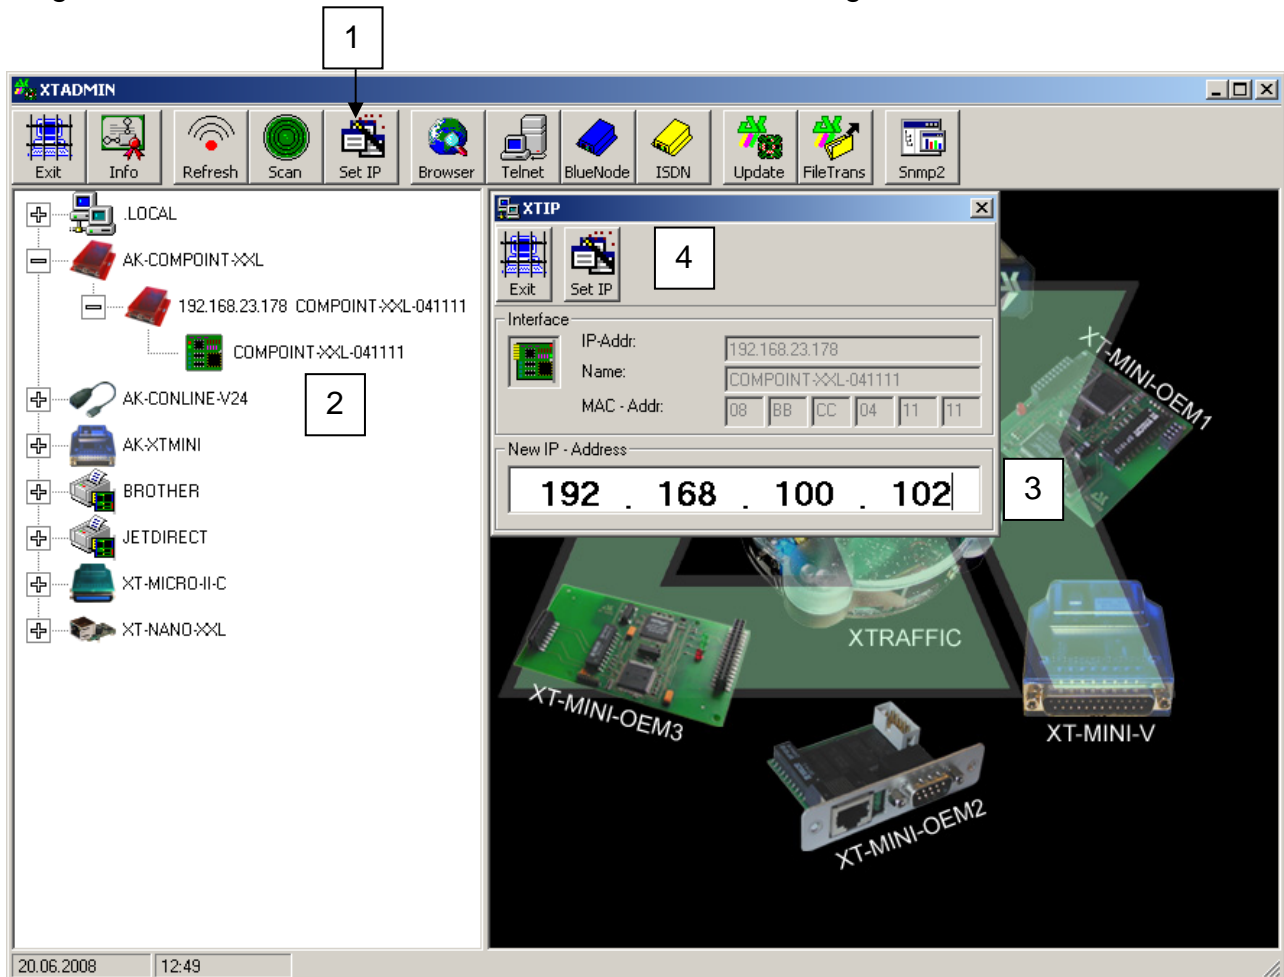 1
XTADMIN
Exit Info Refresh Scan Set IP Browser Telnet BlueNode ISDN Update FileTrans Snmp2
.LOCAL
AK-COMPOINT-XXL
192.168.23.178 COMPOINT-XXL-041111
COMPOINT-XXL-041111
2
AK-CONLINE-V24
AK-XTMINI
BROTHER
JETDIRECT
XT-MICRO-II-C
XT-NANO-XXL
XTIP
Exit Set IP
4
Interface
IP-Addr: 192.168.23.178
Name: COMPOINT-XXL-041111
MAC - Addr: 08 BB CC 04 11 11
New IP - Address
192 . 168 . 100 . 102
3
XT-MINI-OEM1
XTRAFFIC
XT-MINI-OEM3
XT-MINI-V
XT-MINI-OEM2
20.06.2008 12:49